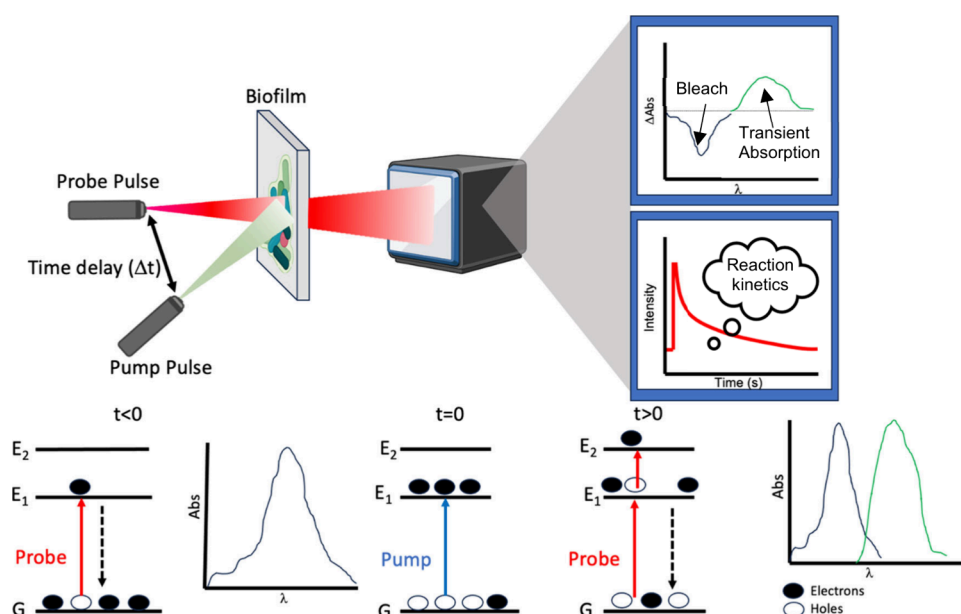 Biofilm
Probe Pulse
Time delay (Δt)
Pump Pulse
ΔAbs
Bleach
Transient
Absorption
λ
Intensity
Reaction
kinetics
Time (s)
t<0
E2
E1
Probe
G
Abs
λ
t=0
E2
E1
Pump
G
t>0
E2
E1
Probe
G
Abs
λ
Electrons
Holes